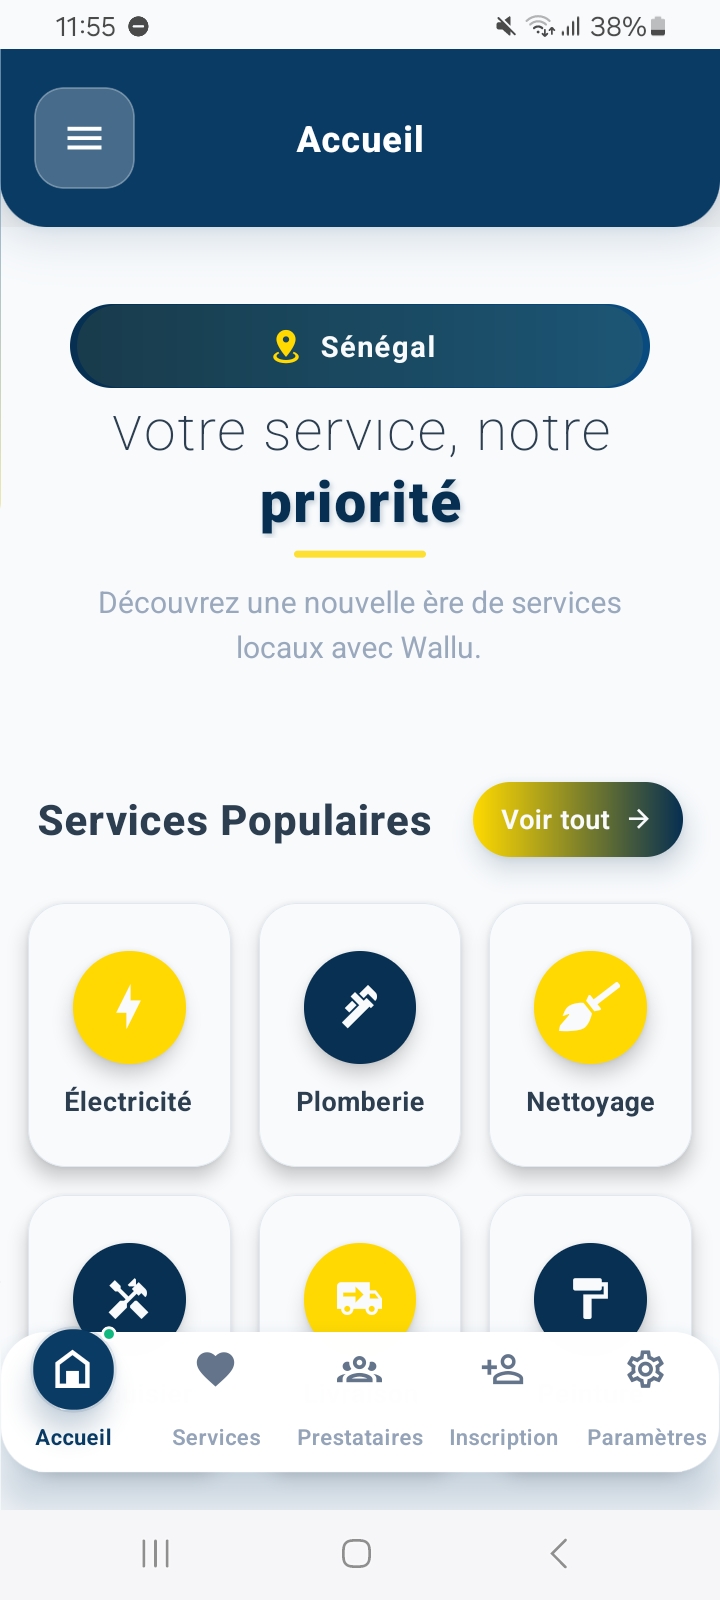 11:55
38%
Accueil
Sénégal
Votre service, notre
priorité
Découvrez une nouvelle ère de services
locaux avec Wallu.
Services Populaires
Voir tout
Électricité
Plomberie
Nettoyage
Accueil
Services
Prestataires
Inscription
Paramètres